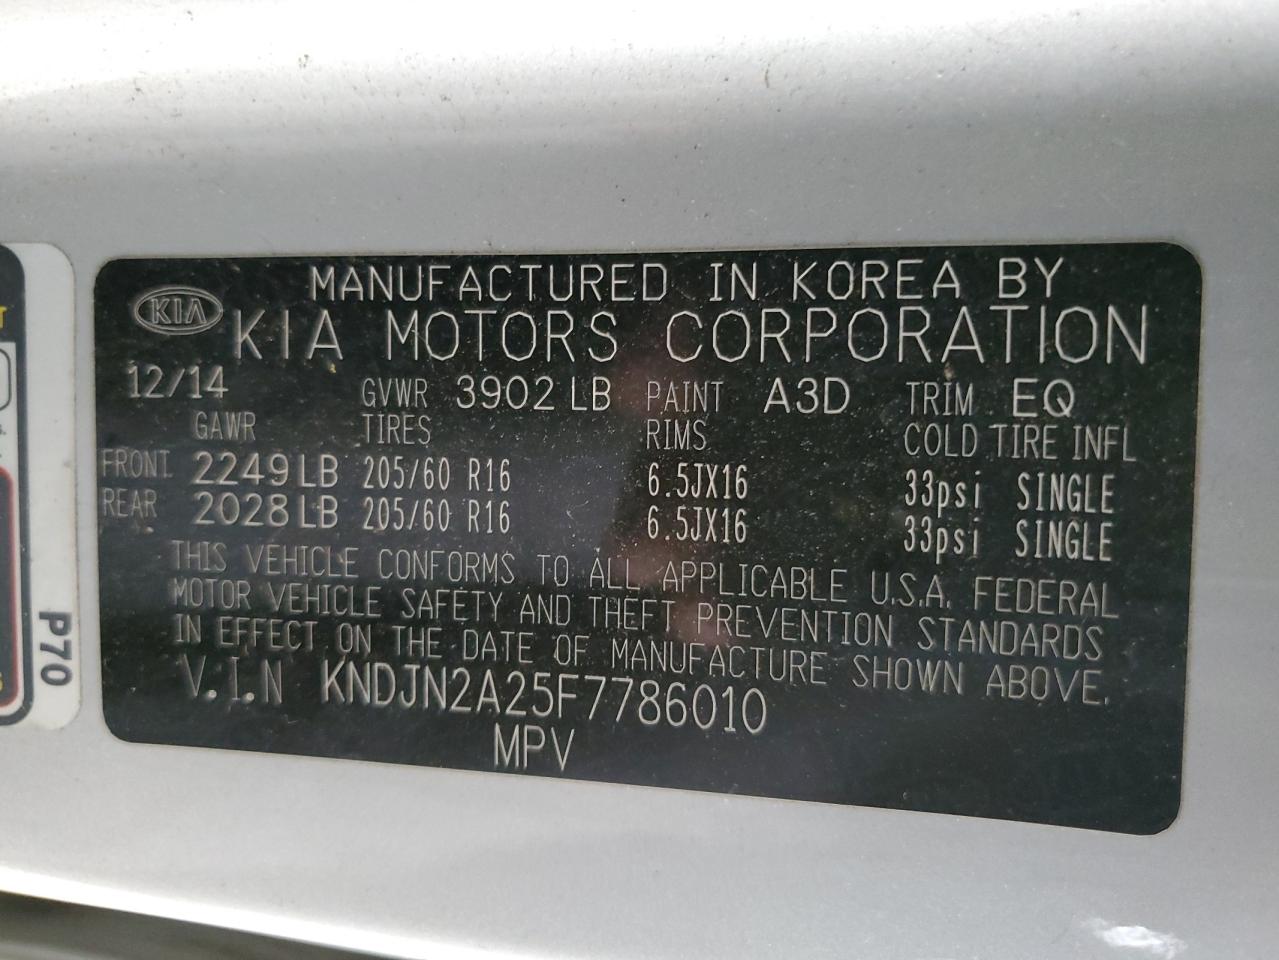 MANUFACTURED IN KOREA BY
KIA
KIA MOTORS CORPORATION
12/14 GVWR 3902 LB PAINT A3D TRIM EQ
GAWR TIRES RIMS COLD TIRE INFL
FRONT 2249 LB 205/60 R16 6.5JX16 33psi SINGLE
REAR 2028 LB 205/60 R16 6.5JX16 33psi SINGLE
THIS VEHICLE CONFORMS TO ALL APPLICABLE U.S.A. FEDERAL
MOTOR VEHICLE SAFETY AND THEFT PREVENTION STANDARDS
IN EFFECT ON THE DATE OF MANUFACTURE SHOWN ABOVE.
V.I.N KNDJN2A25F7786010
MPV
P70